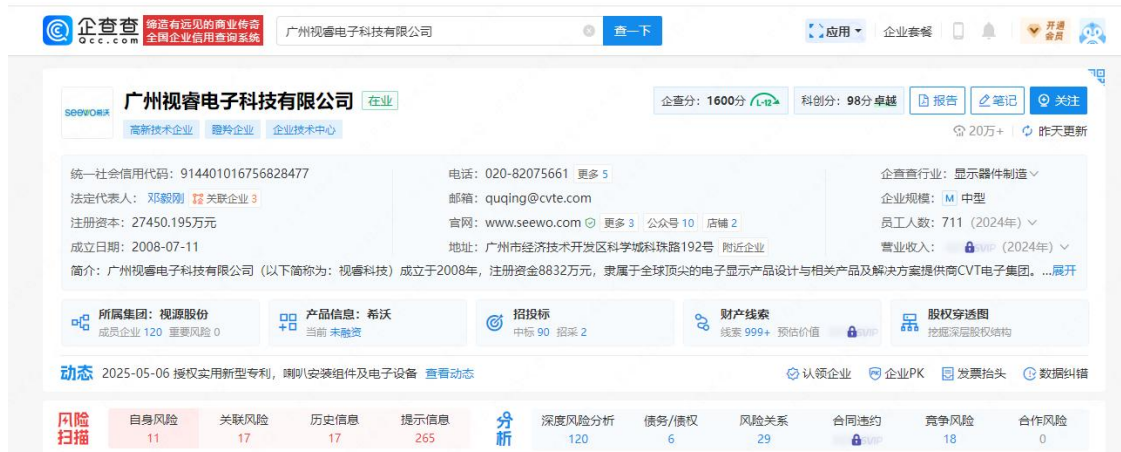 企查查 Qcc.com 缔造有远见的商业传奇 全国企业信用查询系统 广州视睿电子科技有限公司 查一下 应用 企业套餐 开通会员
seewo希沃 广州视睿电子科技有限公司 在业 企查分：1600分 L-12 科创分：98分 卓越 报告 笔记 关注
高新技术企业 瞪羚企业 企业技术中心 20万+ 昨天更新
统一社会信用代码：914401016756828477 电话：020-82075661 更多 5 企查查行业：显示器件制造
法定代表人：邓毅刚 关联企业 3 邮箱：quqing@cvte.com 企业规模：M 中型
注册资本：27450.195万元 官网：www.seewo.com 更多 3 公众号 10 店铺 2 员工人数：711 (2024年)
成立日期：2008-07-11 地址：广州市经济技术开发区科学城科珠路192号 附近企业 营业收入： (2024年)
简介：广州视睿电子科技有限公司（以下简称为：视睿科技）成立于2008年，注册资金8832万元，隶属于全球顶尖的电子显示产品设计与相关产品及解决方案提供商CVT电子集团。...展开
所属集团：视源股份 产品信息：希沃 招投标 财产线索 股权穿透图
成员企业 120 重要风险 0 当前 未融资 中标 90 招采 2 线索 999+ 预估价值 挖掘深层股权结构
动态 2025-05-06 授权实用新型专利，喇叭安装组件及电子设备 查看动态 认领企业 企业PK 发票抬头 数据纠错
风险扫描 自身风险 关联风险 历史信息 提示信息 分析 深度风险分析 债务/债权 风险关系 合同违约 竞争风险 合作风险
11 17 17 265 120 6 29 18 0